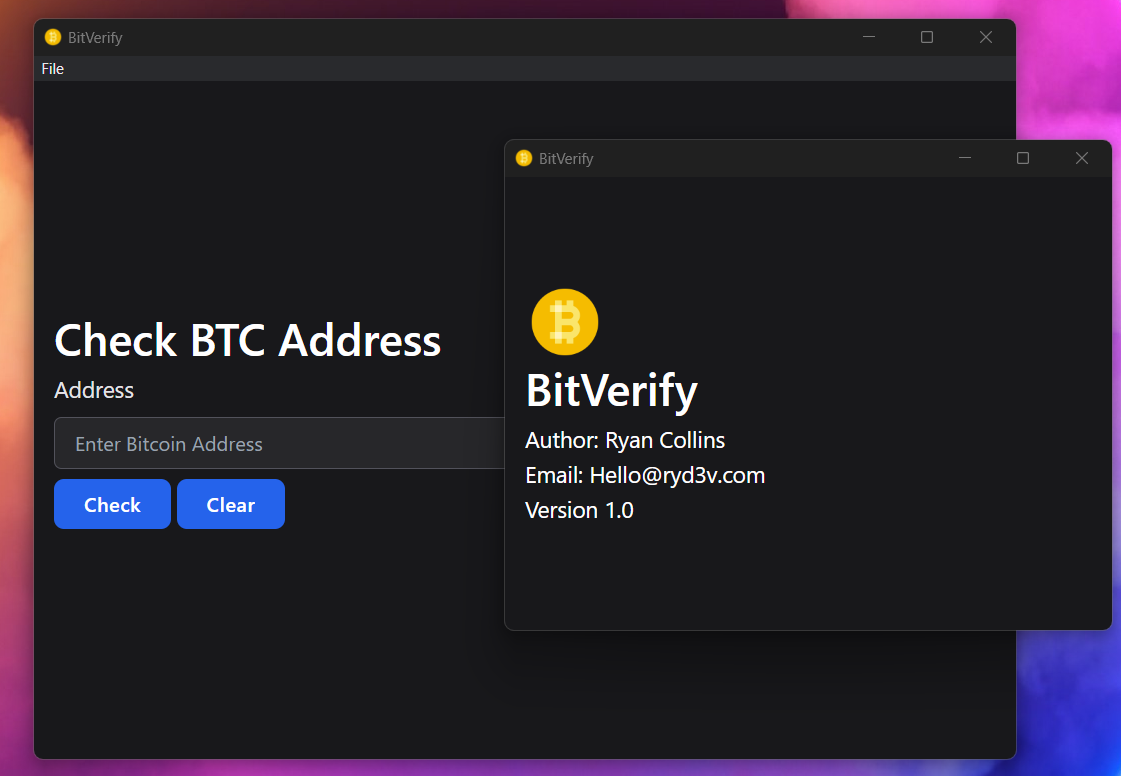 BitVerify
File
Check BTC Address
Address
Enter Bitcoin Address
Check Clear
BitVerify
BitVerify
Author: Ryan Collins
Email: Hello@ryd3v.com
Version 1.0